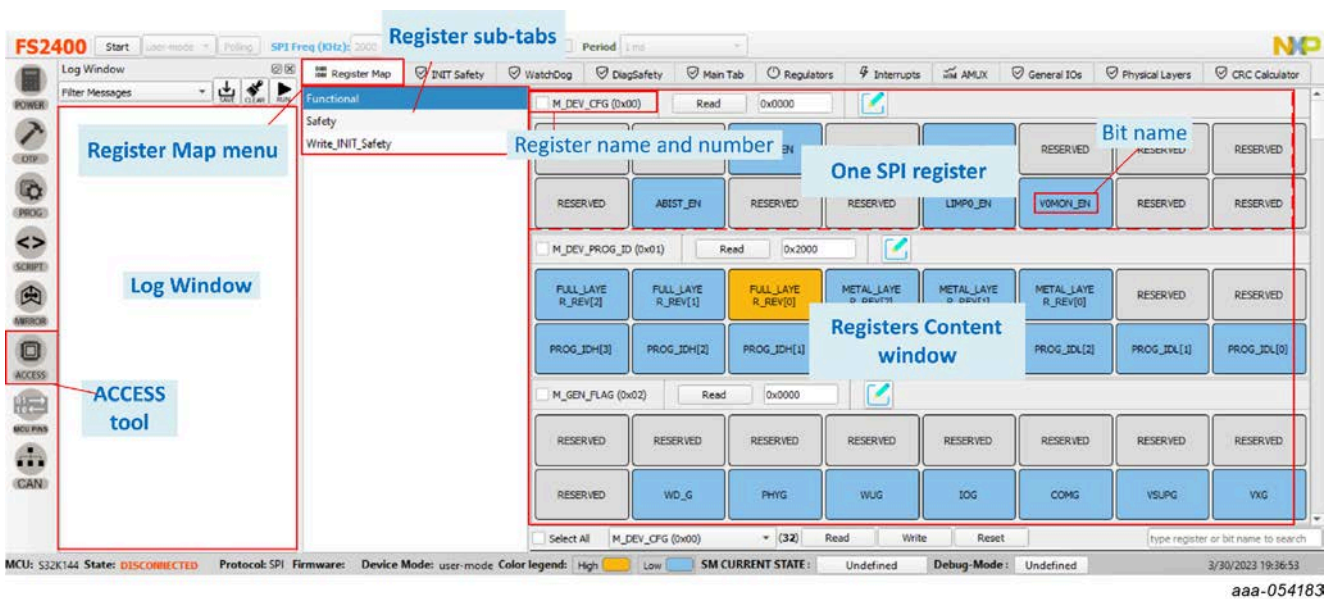 FS2400 Start user-mode Polling SPI Freq (KHz): 2000 Register sub-tabs Period 1 ms NXP
Log Window Register Map INIT Safety WatchDog DiagSafety Main Tab Regulators Interrupts AMUX General IOs Physical Layers CRC Calculator
Filter Messages SAVE CLEAR RUN
POWER
OTP
PROG
SCRIPT
MIRROR
ACCESS
MCU PINS
CAN
Functional
Safety
Write_INIT_Safety
Register Map menu
Log Window
ACCESS
tool
M_DEV_CFG (0x00) Read 0x0000
Register name and number
Bit name
One SPI register
RESERVED RESERVED RESERVED
RESERVED ABIST_EN RESERVED RESERVED LIMP0_EN V0MON_EN RESERVED RESERVED
M_DEV_PROG_ID (0x01) Read 0x2000
FULL_LAYE
R_REV[2] FULL_LAYE
R_REV[1] FULL_LAYE
R_REV[0] METAL_LAYE
R_REV[2] METAL_LAYE
R_REV[1] METAL_LAYE
R_REV[0] RESERVED RESERVED
Registers Content
window
PROG_IDH[3] PROG_IDH[2] PROG_IDH[1] PROG_IDL[2] PROG_IDL[1] PROG_IDL[0]
M_GEN_FLAG (0x02) Read 0x0000
RESERVED RESERVED RESERVED RESERVED RESERVED RESERVED RESERVED RESERVED
RESERVED WD_G PHYG WUG IOG COMG VSUPG VXG
Select All M_DEV_CFG (0x00) (32) Read Write Reset type register or bit name to search
MCU: S32K144 State: DISCONNECTED Protocol: SPI Firmware: Device Mode: user-mode Color legend: High Low SM CURRENT STATE : Undefined Debug-Mode : Undefined 3/30/2023 19:36:53
aaa-054183